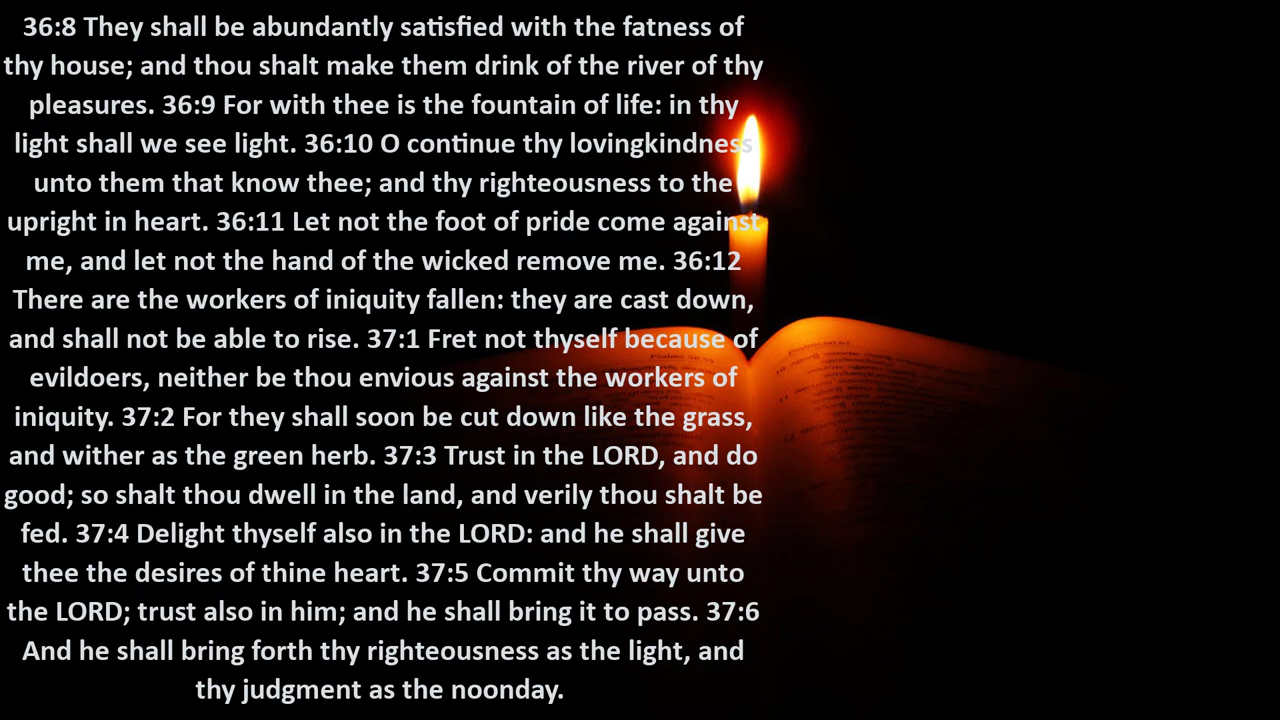 36:8 They shall be abundantly satisfied with the fatness of
thy house; and thou shalt make them drink of the river of thy
pleasures. 36:9 For with thee is the fountain of life: in thy
light shall we see light. 36:10 O continue thy lovingkindness
unto them that know thee; and thy righteousness to the
upright in heart. 36:11 Let not the foot of pride come against
me, and let not the hand of the wicked remove me. 36:12
There are the workers of iniquity fallen: they are cast down,
and shall not be able to rise. 37:1 Fret not thyself because of
evildoers, neither be thou envious against the workers of
iniquity. 37:2 For they shall soon be cut down like the grass,
and wither as the green herb. 37:3 Trust in the LORD, and do
good; so shalt thou dwell in the land, and verily thou shalt be
fed. 37:4 Delight thyself also in the LORD: and he shall give
thee the desires of thine heart. 37:5 Commit thy way unto
the LORD; trust also in him; and he shall bring it to pass. 37:6
And he shall bring forth thy righteousness as the light, and
thy judgment as the noonday.